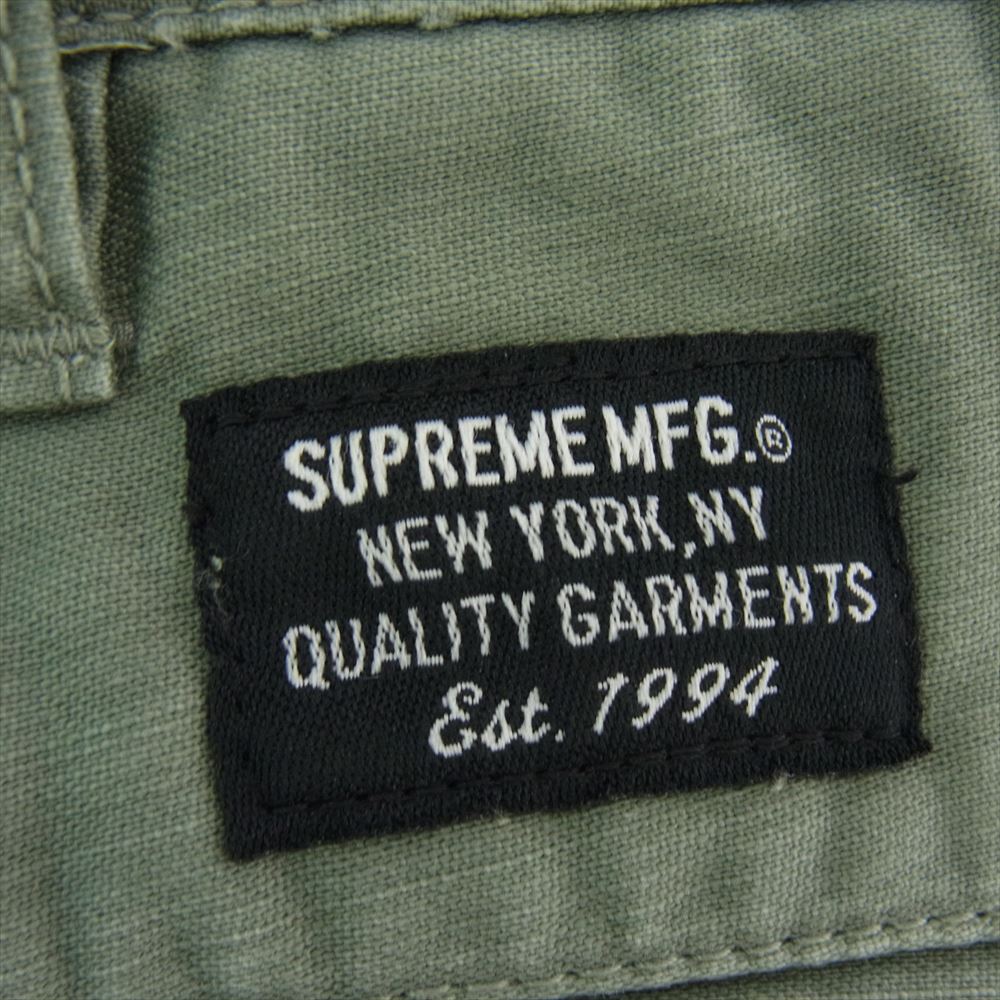 SUPREME MFG.®
NEW YORK, NY
QUALITY GARMENTS
Est. 1994